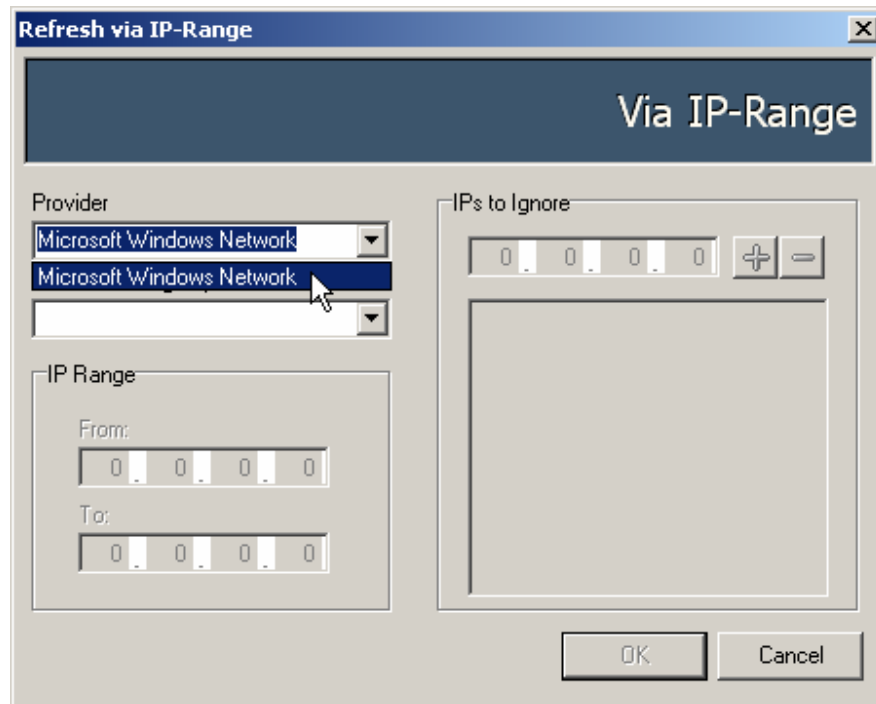 Refresh via IP-Range
Via IP-Range
Provider
Microsoft Windows Network
Microsoft Windows Network
IP Range
From:
0 . 0 . 0 . 0
To:
0 . 0 . 0 . 0
IPs to Ignore
0 . 0 . 0 . 0
OK
Cancel